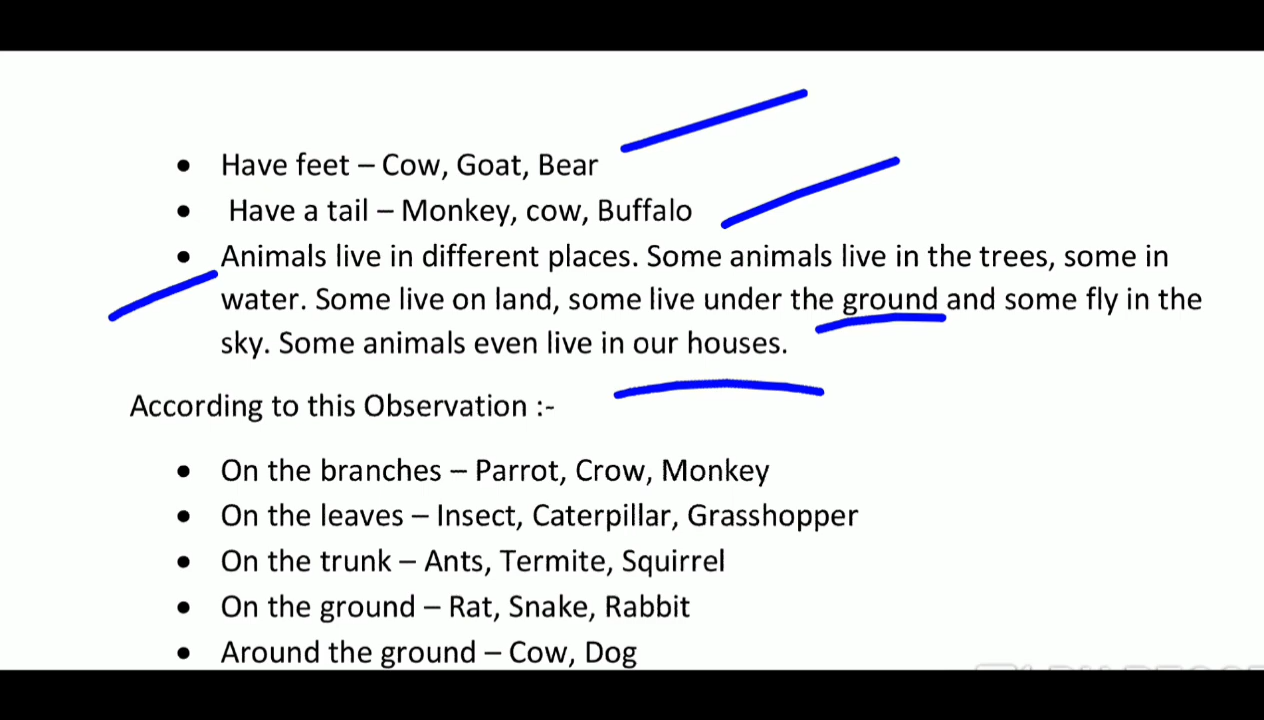 • Have feet – Cow, Goat, Bear
• Have a tail – Monkey, cow, Buffalo
• Animals live in different places. Some animals live in the trees, some in
water. Some live on land, some live under the ground and some fly in the
sky. Some animals even live in our houses.
According to this Observation :-
• On the branches – Parrot, Crow, Monkey
• On the leaves – Insect, Caterpillar, Grasshopper
• On the trunk – Ants, Termite, Squirrel
• On the ground – Rat, Snake, Rabbit
• Around the ground – Cow, Dog